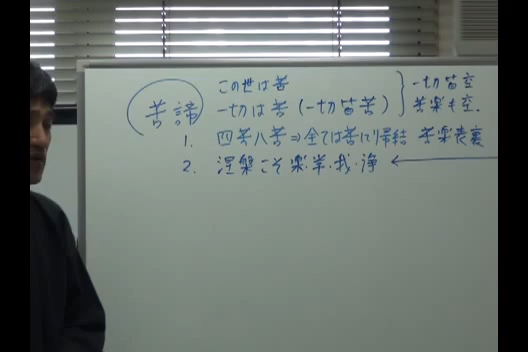 この世は苦
苦諦 一切は苦(一切皆苦)
一切皆空
苦楽も空.
1. 四苦八苦⇒全ては苦に帰結 苦楽表裏
2. 涅槃こそ楽・常・我・浄 ←